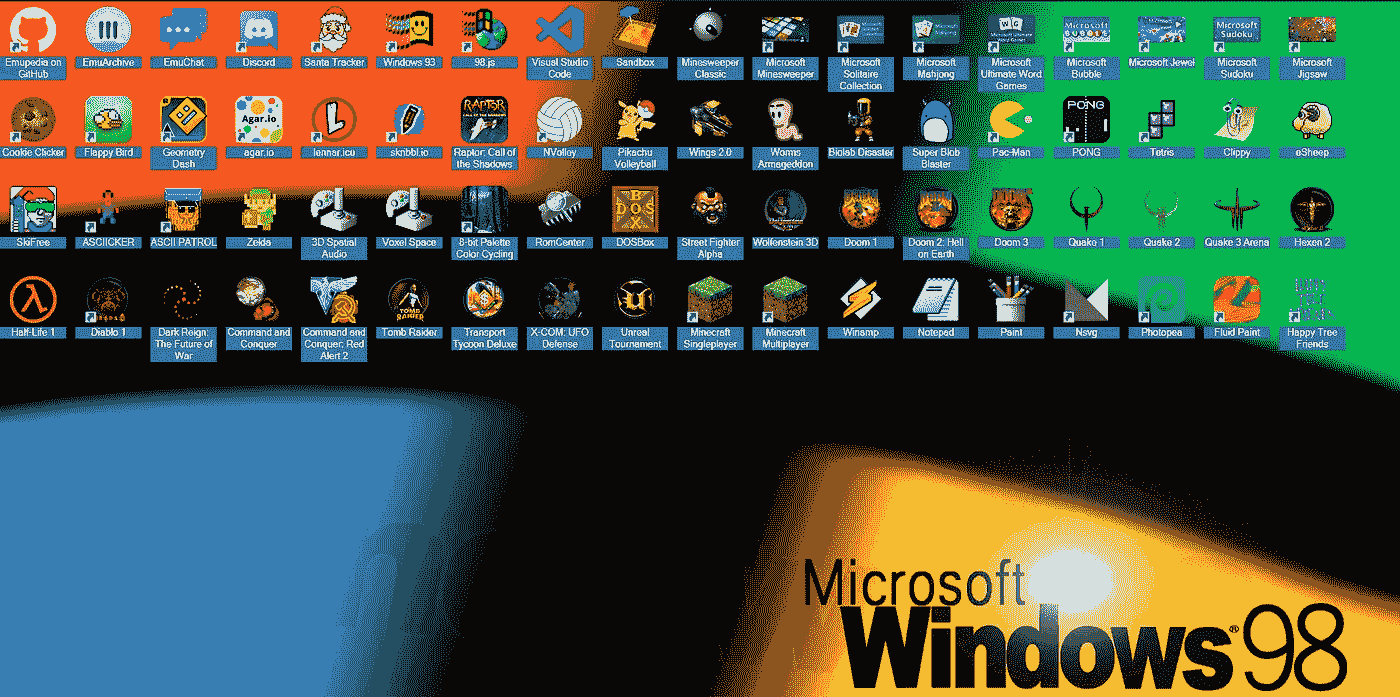 Emupedia on GitHub
EmuArchive
EmuChat
Discord
Santa Tracker
Windows 93
98.js
Visual Studio Code
Sandbox
Minesweeper Classic
Microsoft Minesweeper
Microsoft Solitaire Collection
Microsoft Mahjong
Microsoft Ultimate Word Games
Microsoft Bubble
Microsoft Jewel
Microsoft Sudoku
Microsoft Jigsaw
Cookie Clicker
Flappy Bird
Geometry Dash
Agar.io
agar.io
lennar.icu
sknbbl.io
RAPTOR
Raptor: Call of the Shadows
NVolley
Pikachu Volleyball
Wings 2.0
Worms Armageddon
Biolab Disaster
Super Blob Blaster
Pac-Man
PONG
PONG
Tetris
Clippy
eSheep
SkiFree
ASCIICKER
ASCII PATROL
Zelda
3D Spatial Audio
Voxel Space
8-bit Palette Color Cycling
RomCenter
DOSBox
Street Fighter Alpha
Wolfenstein 3D
Doom 1
Doom 2: Hell on Earth
Doom 3
Quake 1
Quake 2
Quake 3 Arena
Hexen 2
Half-Life 1
Diablo 1
Dark Reign: The Future of War
Command and Conquer
Command and Conquer: Red Alert 2
Tomb Raider
Transport Tycoon Deluxe
X-COM: UFO Defense
Unreal Tournament
Minecraft Singleplayer
Minecraft Multiplayer
Winamp
Notepad
Paint
Nsvg
Photopea
Fluid Paint
Happy Tree Friends
Microsoft
Windows® 98